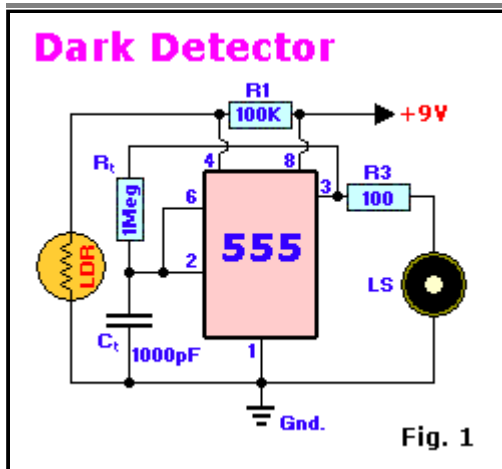 Dark Detector
R1
100K
+9V
4
8
Rt
1Meg
6
3
R3
100
555
LDR
2
LS
Ct
1000pF
1
Gnd.
Fig. 1